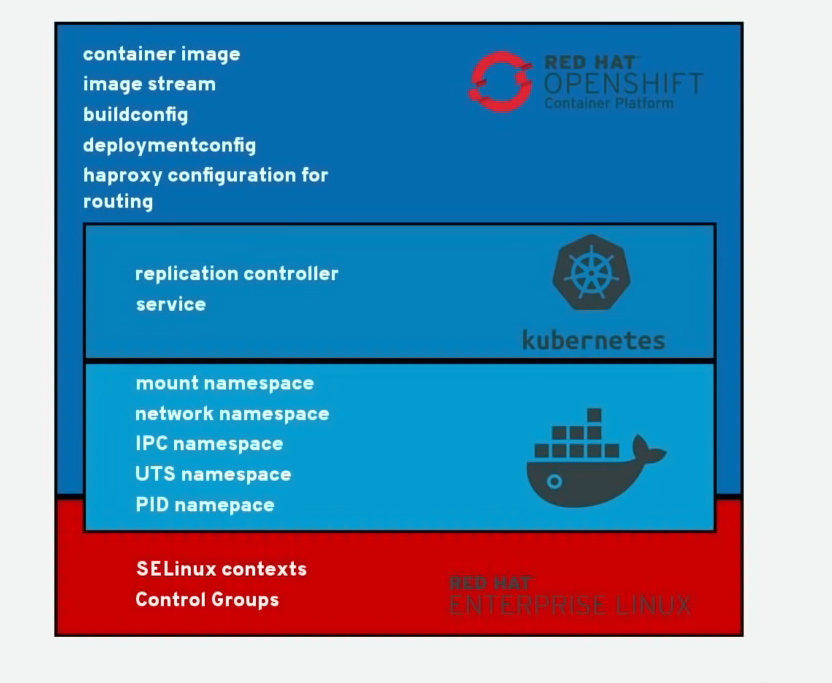 container image
image stream
buildconfig
deploymentconfig
haproxy configuration for
routing
RED HAT
OPENSHIFT
Container Platform
replication controller
service
kubernetes
mount namespace
network namespace
IPC namespace
UTS namespace
PID namepace
SELinux contexts
Control Groups
RED HAT
ENTERPRISE LINUX